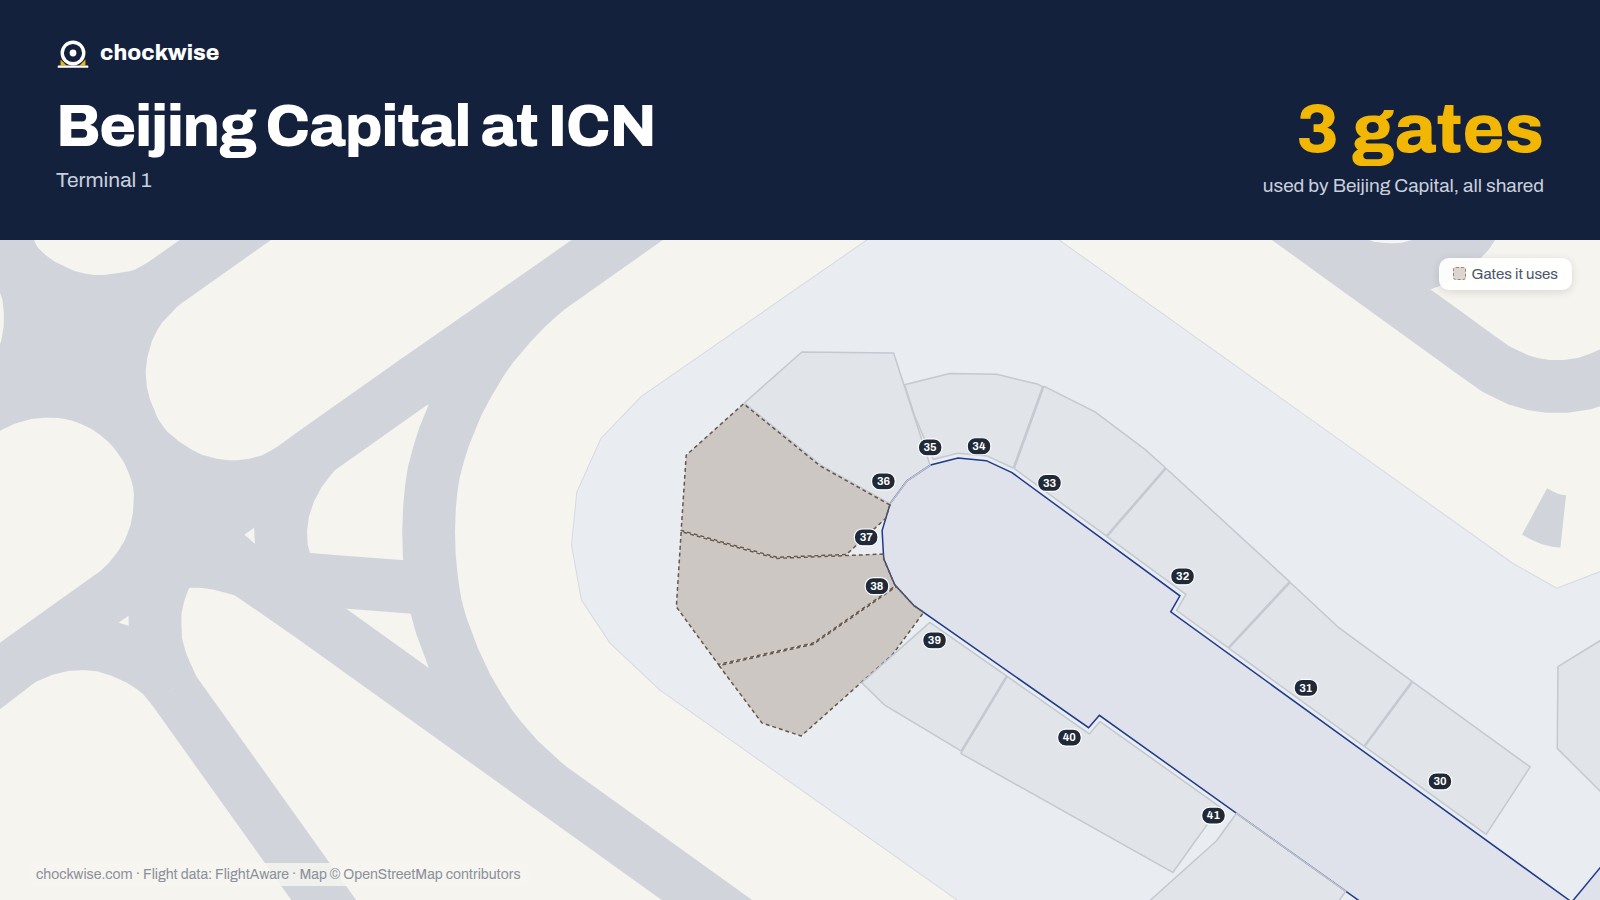 chockwise
Beijing Capital at ICN
Terminal 1
3 gates
used by Beijing Capital, all shared
Gates it uses
35
34
36
33
37
32
38
39
31
40
30
41
chockwise.com · Flight data: FlightAware · Map © OpenStreetMap contributors